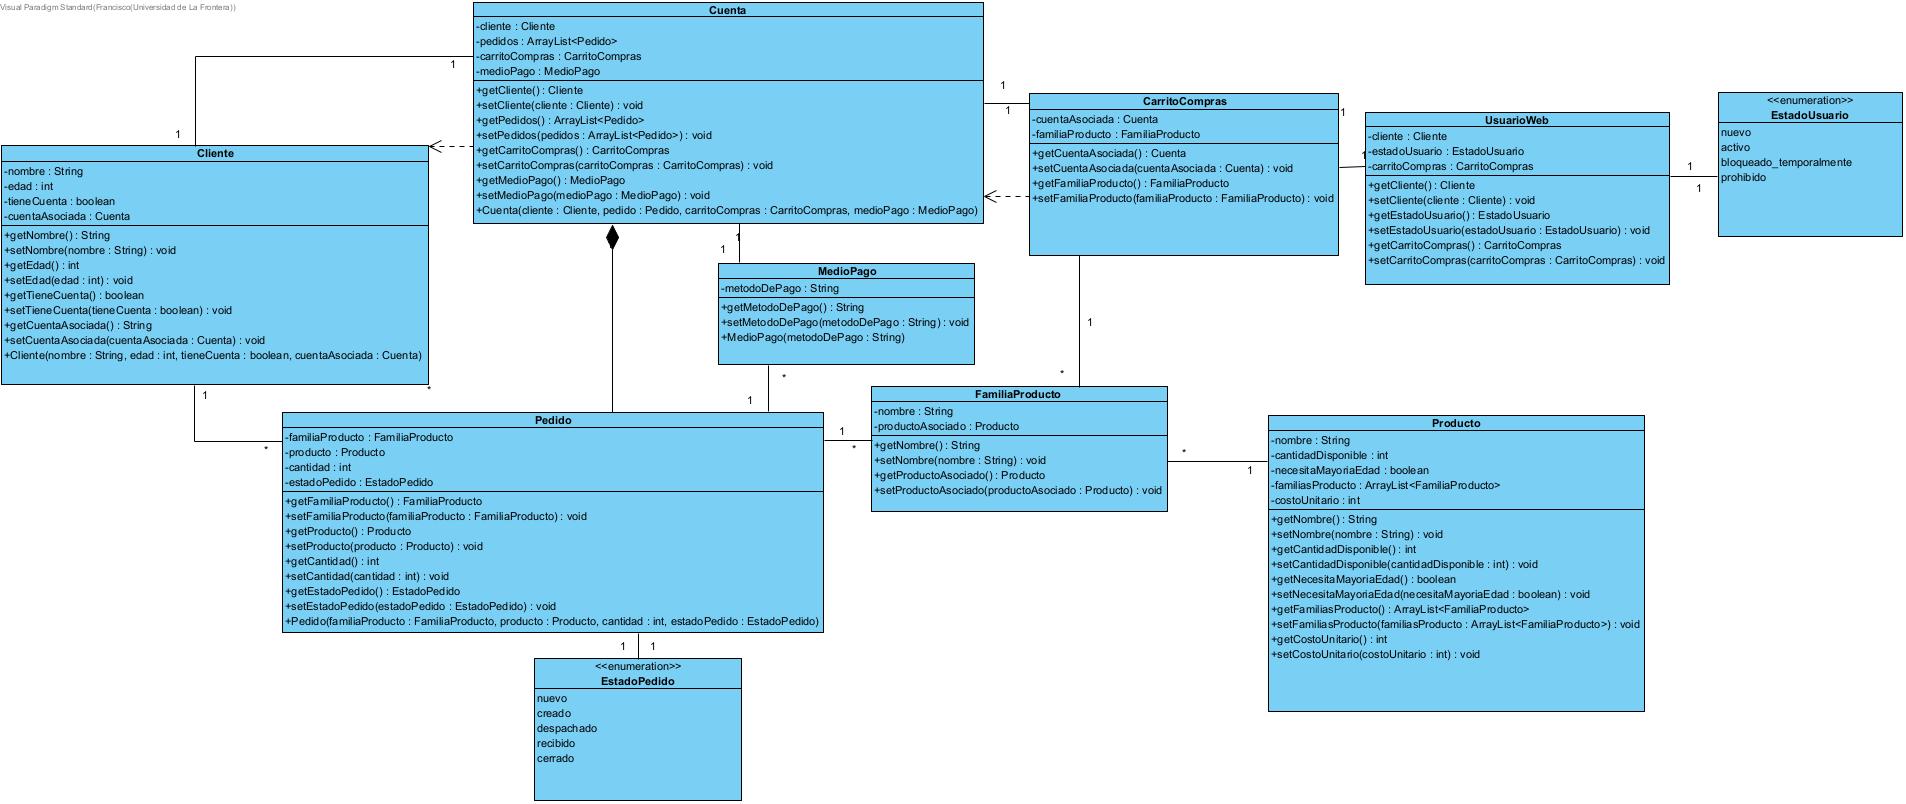 Visual Paradigm Standard(Francisco(Universidad de La Frontera))
Cuenta
-cliente : Cliente
-pedidos : ArrayList<Pedido>
-carritoCompras : CarritoCompras
-medioPago : MedioPago
+getCliente() : Cliente
+setCliente(cliente : Cliente) : void
+getPedidos() : ArrayList<Pedido>
+setPedidos(pedidos : ArrayList<Pedido>) : void
+getCarritoCompras() : CarritoCompras
+setCarritoCompras(carritoCompras : CarritoCompras) : void
+getMedioPago() : MedioPago
+setMedioPago(medioPago : MedioPago) : void
+Cuenta(cliente : Cliente, pedido : Pedido, carritoCompras : CarritoCompras, medioPago : MedioPago)
1
1
1
1
CarritoCompras
-cuentaAsociada : Cuenta
-familiaProducto : FamiliaProducto
+getCuentaAsociada() : Cuenta
+setCuentaAsociada(cuentaAsociada : Cuenta) : void
+getFamiliaProducto() : FamiliaProducto
+setFamiliaProducto(familiaProducto : FamiliaProducto) : void
1
1
UsuarioWeb
-cliente : Cliente
-estadoUsuario : EstadoUsuario
-carritoCompras : CarritoCompras
+getCliente() : Cliente
+setCliente(cliente : Cliente) : void
+getEstadoUsuario() : EstadoUsuario
+setEstadoUsuario(estadoUsuario : EstadoUsuario) : void
+getCarritoCompras() : CarritoCompras
+setCarritoCompras(carritoCompras : CarritoCompras) : void
1
1
<<enumeration>>
EstadoUsuario
nuevo
activo
bloqueado_temporalmente
prohibido
Cliente
-nombre : String
-edad : int
-tieneCuenta : boolean
-cuentaAsociada : Cuenta
+getNombre() : String
+setNombre(nombre : String) : void
+getEdad() : int
+setEdad(edad : int) : void
+getTieneCuenta() : boolean
+setTieneCuenta(tieneCuenta : boolean) : void
+getCuentaAsociada() : String
+setCuentaAsociada(cuentaAsociada : Cuenta) : void
+Cliente(nombre : String, edad : int, tieneCuenta : boolean, cuentaAsociada : Cuenta)
1
1
MedioPago
-metodoDePago : String
+getMetodoDePago() : String
+setMetodoDePago(metodoDePago : String) : void
+MedioPago(metodoDePago : String)
1
*
*
1
*
1
*
1
Pedido
-familiaProducto : FamiliaProducto
-producto : Producto
-cantidad : int
-estadoPedido : EstadoPedido
+getFamiliaProducto() : FamiliaProducto
+setFamiliaProducto(familiaProducto : FamiliaProducto) : void
+getProducto() : Producto
+setProducto(producto : Producto) : void
+getCantidad() : int
+setCantidad(cantidad : int) : void
+getEstadoPedido() : EstadoPedido
+setEstadoPedido(estadoPedido : EstadoPedido) : void
+Pedido(familiaProducto : FamiliaProducto, producto : Producto, cantidad : int, estadoPedido : EstadoPedido)
1
*
FamiliaProducto
-nombre : String
-productoAsociado : Producto
+getNombre() : String
+setNombre(nombre : String) : void
+getProductoAsociado() : Producto
+setProductoAsociado(productoAsociado : Producto) : void
*
1
Producto
-nombre : String
-cantidadDisponible : int
-necesitaMayoriaEdad : boolean
-familiasProducto : ArrayList<FamiliaProducto>
-costoUnitario : int
+getNombre() : String
+setNombre(nombre : String) : void
+getCantidadDisponible() : int
+setCantidadDisponible(cantidadDisponible : int) : void
+getNecesitaMayoriaEdad() : boolean
+setNecesitaMayoriaEdad(necesitaMayoriaEdad : boolean) : void
+getFamiliasProducto() : ArrayList<FamiliaProducto>
+setFamiliasProducto(familiasProducto : ArrayList<FamiliaProducto>) : void
+getCostoUnitario() : int
+setCostoUnitario(costoUnitario : int) : void
1
1
<<enumeration>>
EstadoPedido
nuevo
creado
despachado
recibido
cerrado